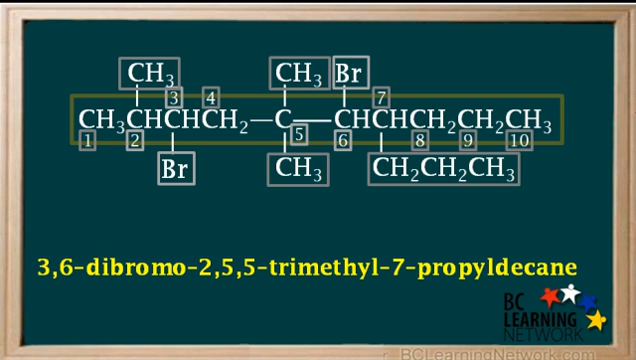 CH₃ CH₃ Br
3 4 7
CH₃CHCHCH₂—C——CHCHCH₂CH₂CH₃
1 2 5 6 8 9 10
Br CH₃ CH₂CH₂CH₃
3,6-dibromo-2,5,5-trimethyl-7-propyldecane
BC
LEARNING
NETWORK
BCLearningNetwork.com